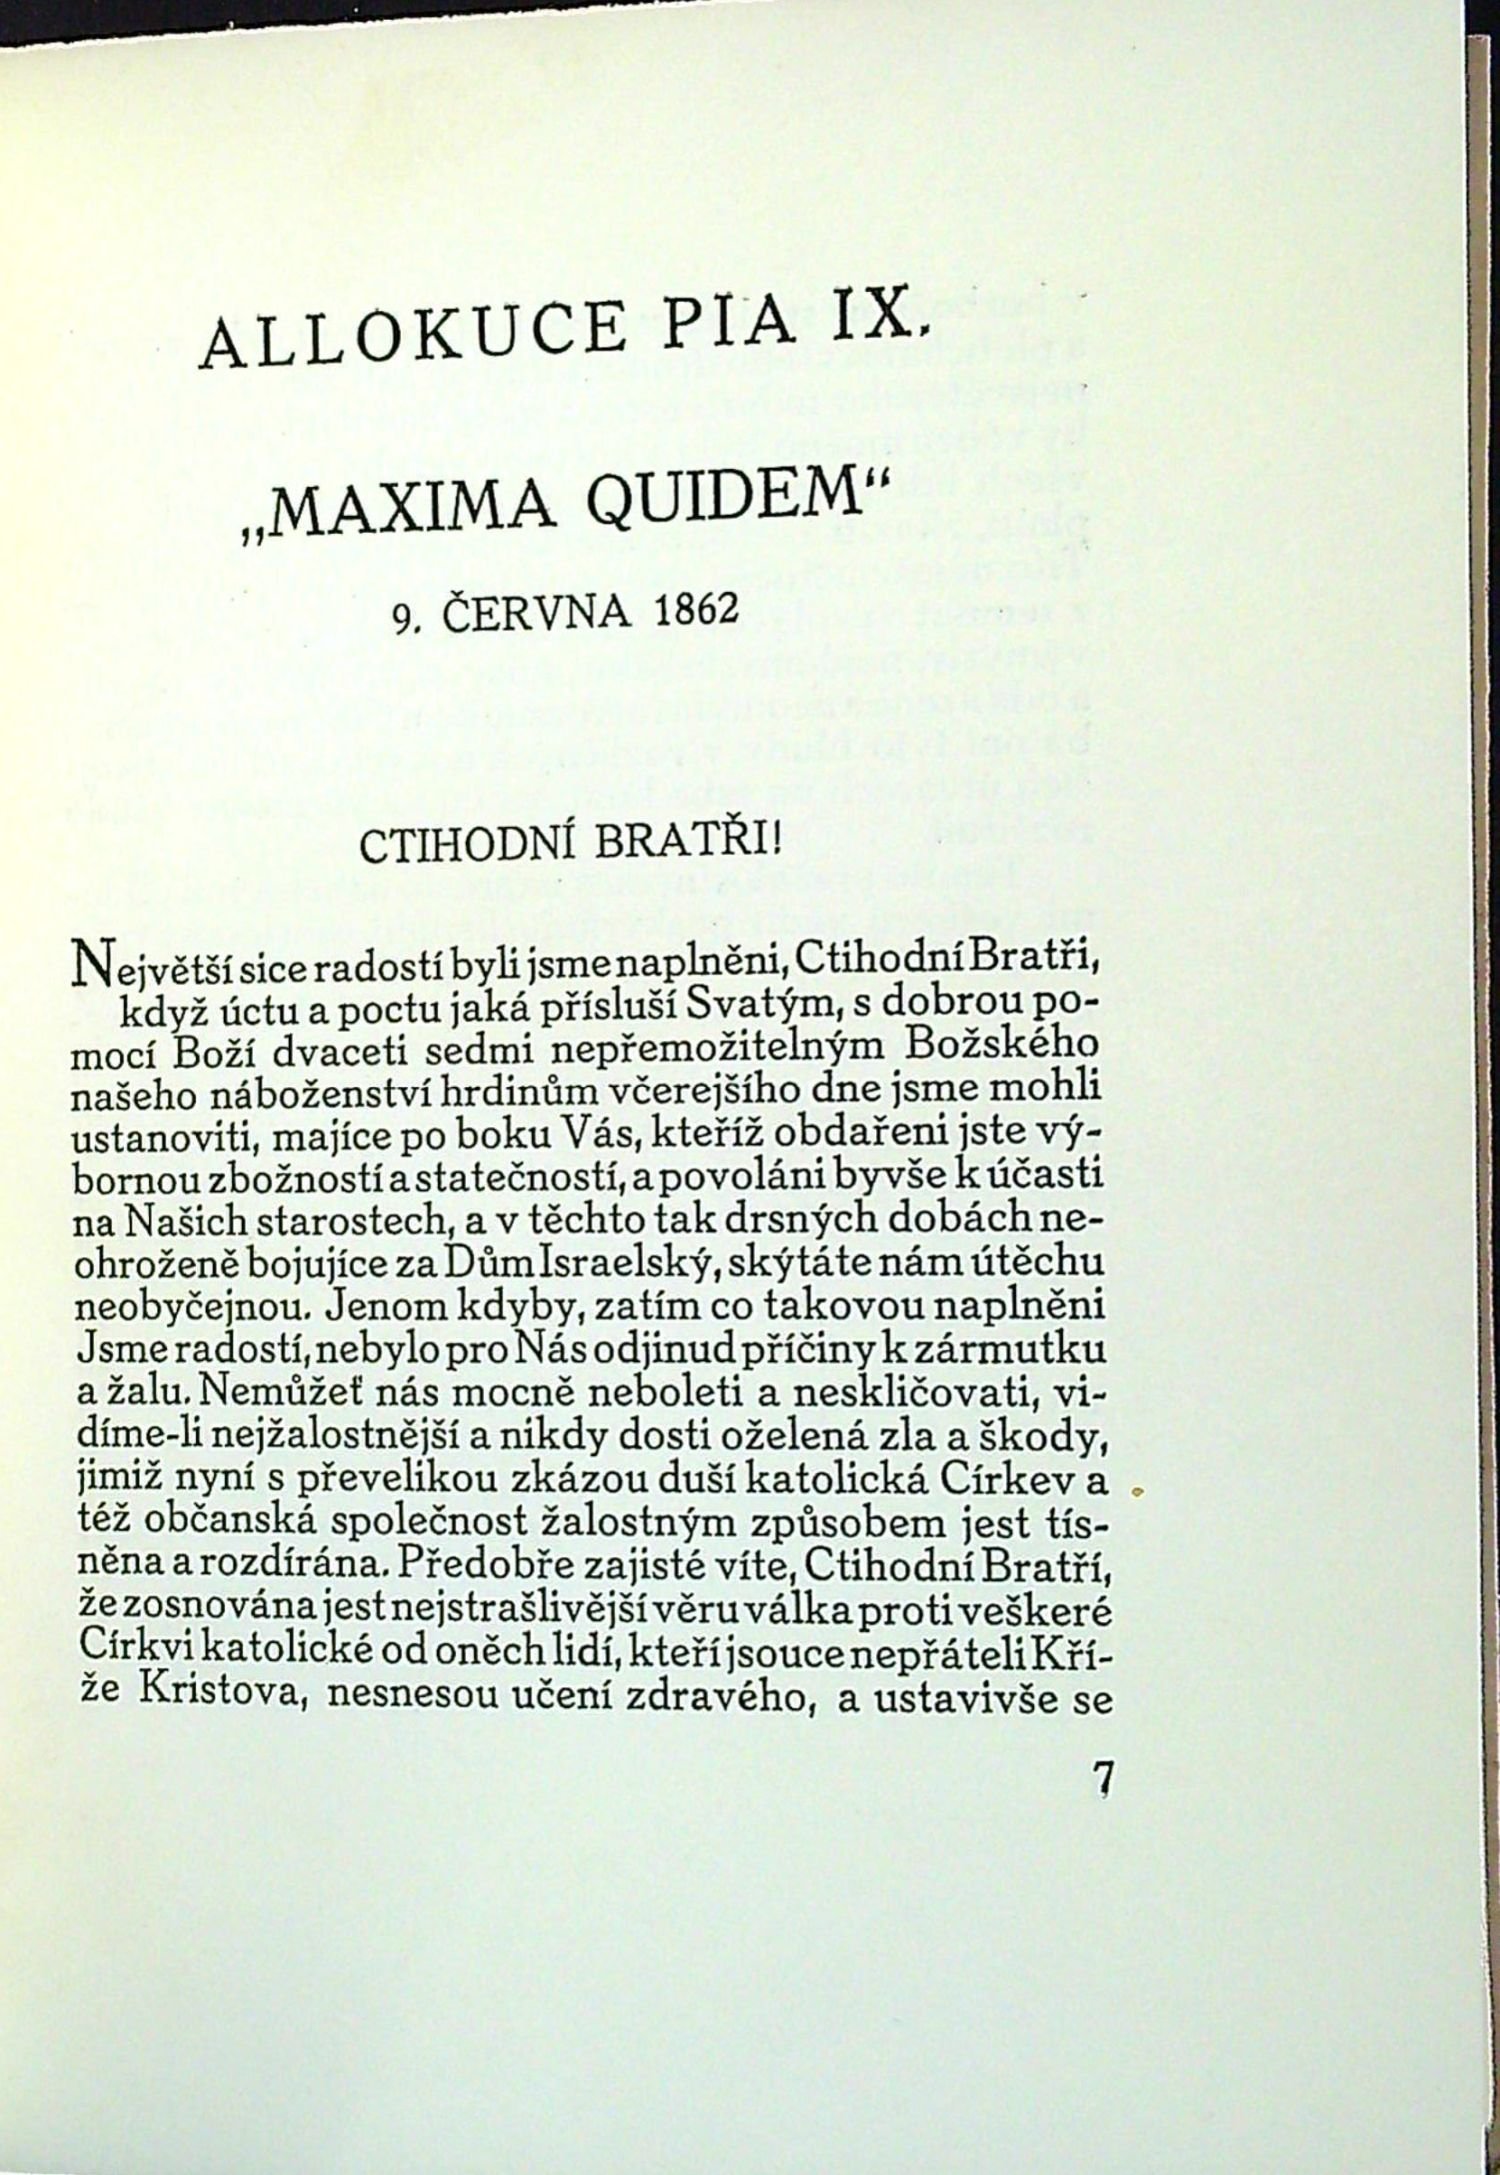 ALLOKUCE PIA IX.
„MAXIMA QUIDEM“
9. ČERVNA 1862
CTIHODNÍ BRATŘI!
Největší sice radostí byli jsme naplněni, Ctihodní Bratři,
když úctu a poctu jaká přísluší Svatým, s dobrou po-
mocí Boží dvaceti sedmi nepřemožitelným Božského
našeho náboženství hrdinům včerejšího dne jsme mohli
ustanoviti, majíce po boku Vás, kteříž obdařeni jste vý-
bornou zbožností a statečností, a povoláni byvše k účasti
na Našich starostech, a v těchto tak drsných dobách ne-
ohroženě bojujíce za Dům Israelský, skýtáte nám útěchu
neobyčejnou. Jenom kdyby, zatím co takovou naplněni
Jsme radostí, nebylo pro Nás odjinud příčiny k zármutku
a žalu. Nemůžeť nás mocně neboleti a neskličovati, vi-
díme-li nejžalostnější a nikdy dosti oželená zla a škody,
jimiž nyní s převelikou zkázou duší katolická Církev a
též občanská společnost žalostným způsobem jest tís-
něna a rozdírána. Předobře zajisté víte, Ctihodní Bratří,
že zosnována jest nejstrašlivější věru válka proti veškeré
Církvi katolické od oněch lidí, kteří jsouce nepřáteli Kří-
že Kristova, nesnesou učení zdravého, a ustavivše se
7